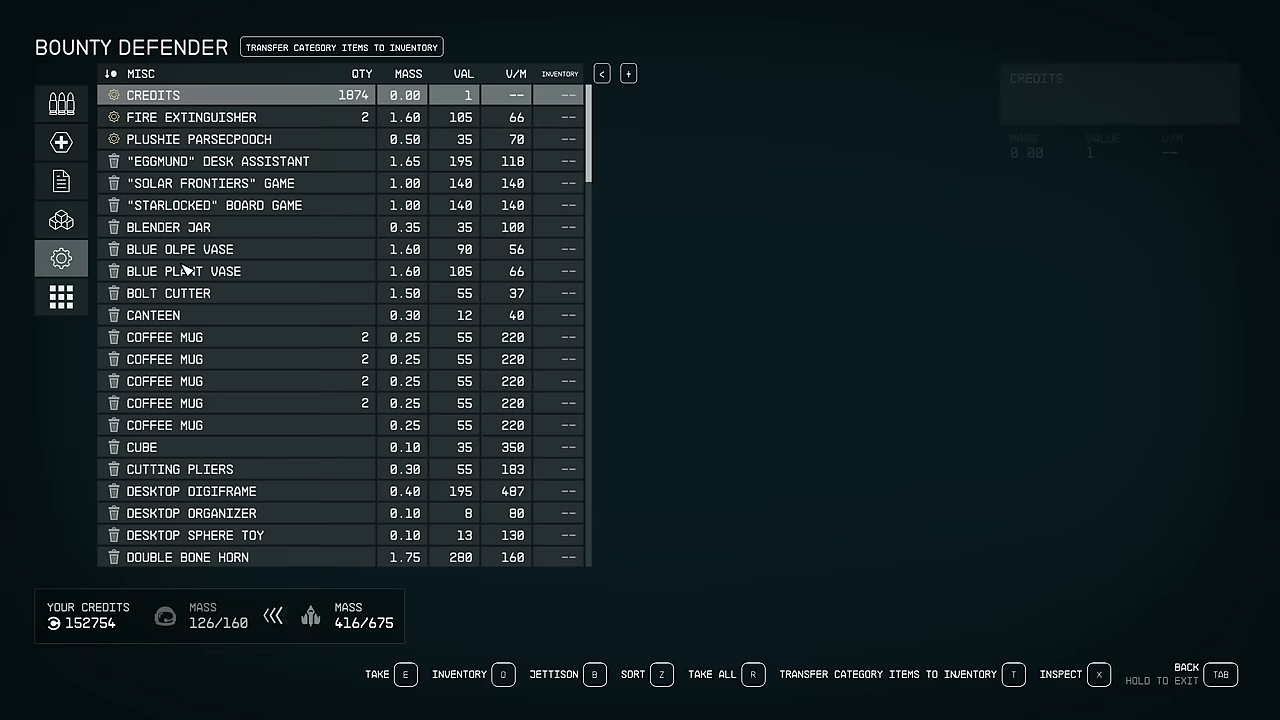 BOUNTY DEFENDER TRANSFER CATEGORY ITEMS TO INVENTORY
MISC QTY MASS VAL V/M INVENTORY < +
CREDITS 1874 0.00 1 -- --
FIRE EXTINGUISHER 2 1.60 105 66 --
PLUSHIE PARSECPOOCH 0.50 35 70 --
"EGGMUND" DESK ASSISTANT 1.65 195 118 --
"SOLAR FRONTIERS" GAME 1.00 140 140 --
"STARLOCKED" BOARD GAME 1.00 140 140 --
BLENDER JAR 0.35 35 100 --
BLUE OLPE VASE 1.60 90 56 --
BLUE PLANT VASE 1.60 105 66 --
BOLT CUTTER 1.50 55 37 --
CANTEEN 0.30 12 40 --
COFFEE MUG 2 0.25 55 220 --
COFFEE MUG 2 0.25 55 220 --
COFFEE MUG 2 0.25 55 220 --
COFFEE MUG 2 0.25 55 220 --
COFFEE MUG 0.25 55 220 --
CUBE 0.10 35 350 --
CUTTING PLIERS 0.30 55 183 --
DESKTOP DIGIFRAME 0.40 195 487 --
DESKTOP ORGANIZER 0.10 8 80 --
DESKTOP SPHERE TOY 0.10 13 130 --
DOUBLE BONE HORN 1.75 280 160 --
CREDITS
MASS VALUE V/M
0.00 1 --
YOUR CREDITS MASS MASS
152754 126/160 416/675
TAKE E INVENTORY Q JETTISON B SORT Z TAKE ALL R TRANSFER CATEGORY ITEMS TO INVENTORY T INSPECT X BACK TAB
HOLD TO EXIT